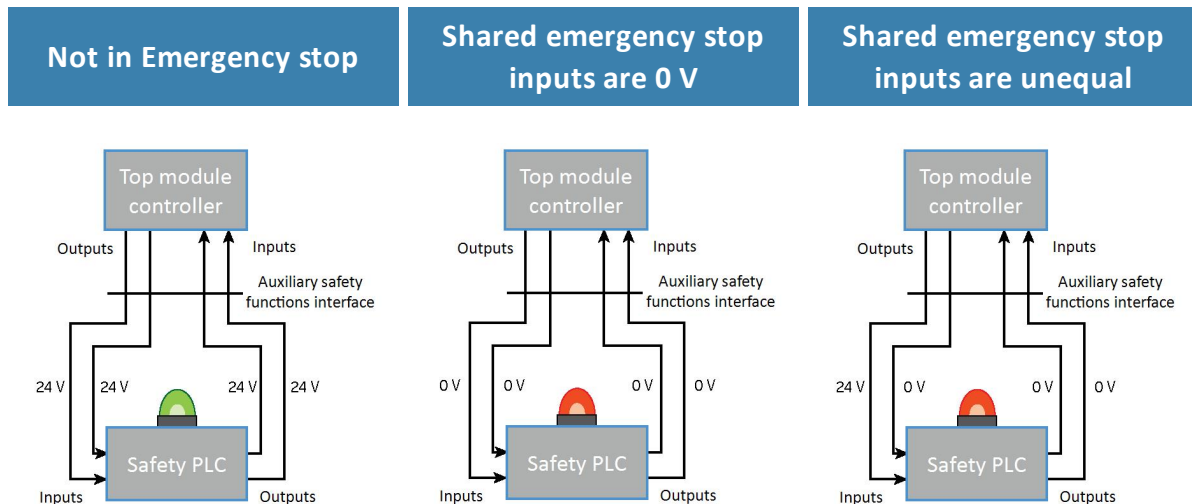 Not in Emergency stop
Shared emergency stop
inputs are 0 V
Shared emergency stop
inputs are unequal
Top module
controller
Outputs
Inputs
Auxiliary safety
functions interface
24 V
24 V
24 V
24 V
Safety PLC
Inputs
Outputs
Top module
controller
Outputs
Inputs
Auxiliary safety
functions interface
0 V
0 V
0 V
0 V
Safety PLC
Inputs
Outputs
Top module
controller
Outputs
Inputs
Auxiliary safety
functions interface
24 V
0 V
0 V
0 V
Safety PLC
Inputs
Outputs